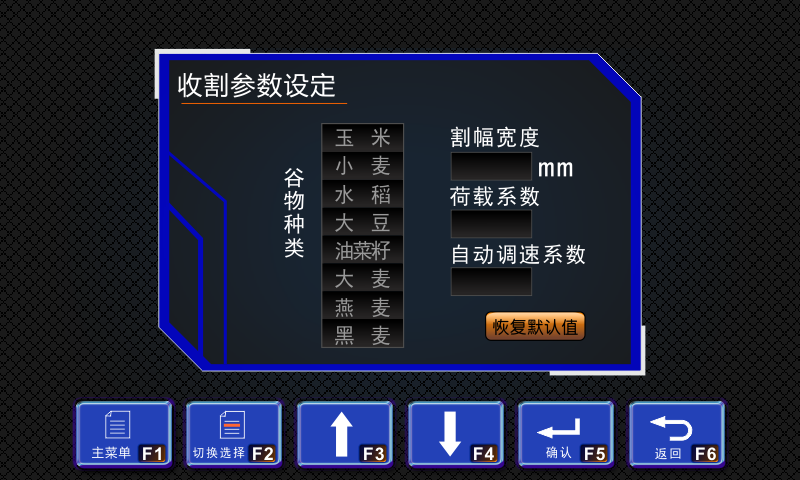 收割参数设定
谷物种类
玉 米
小 麦
水 稻
大 豆
油菜籽
大 麦
燕 麦
黑 麦
割幅宽度
mm
荷载系数
自动调速系数
恢复默认值
主菜单 F1
切换选择 F2
F3
F4
确认 F5
返回 F6